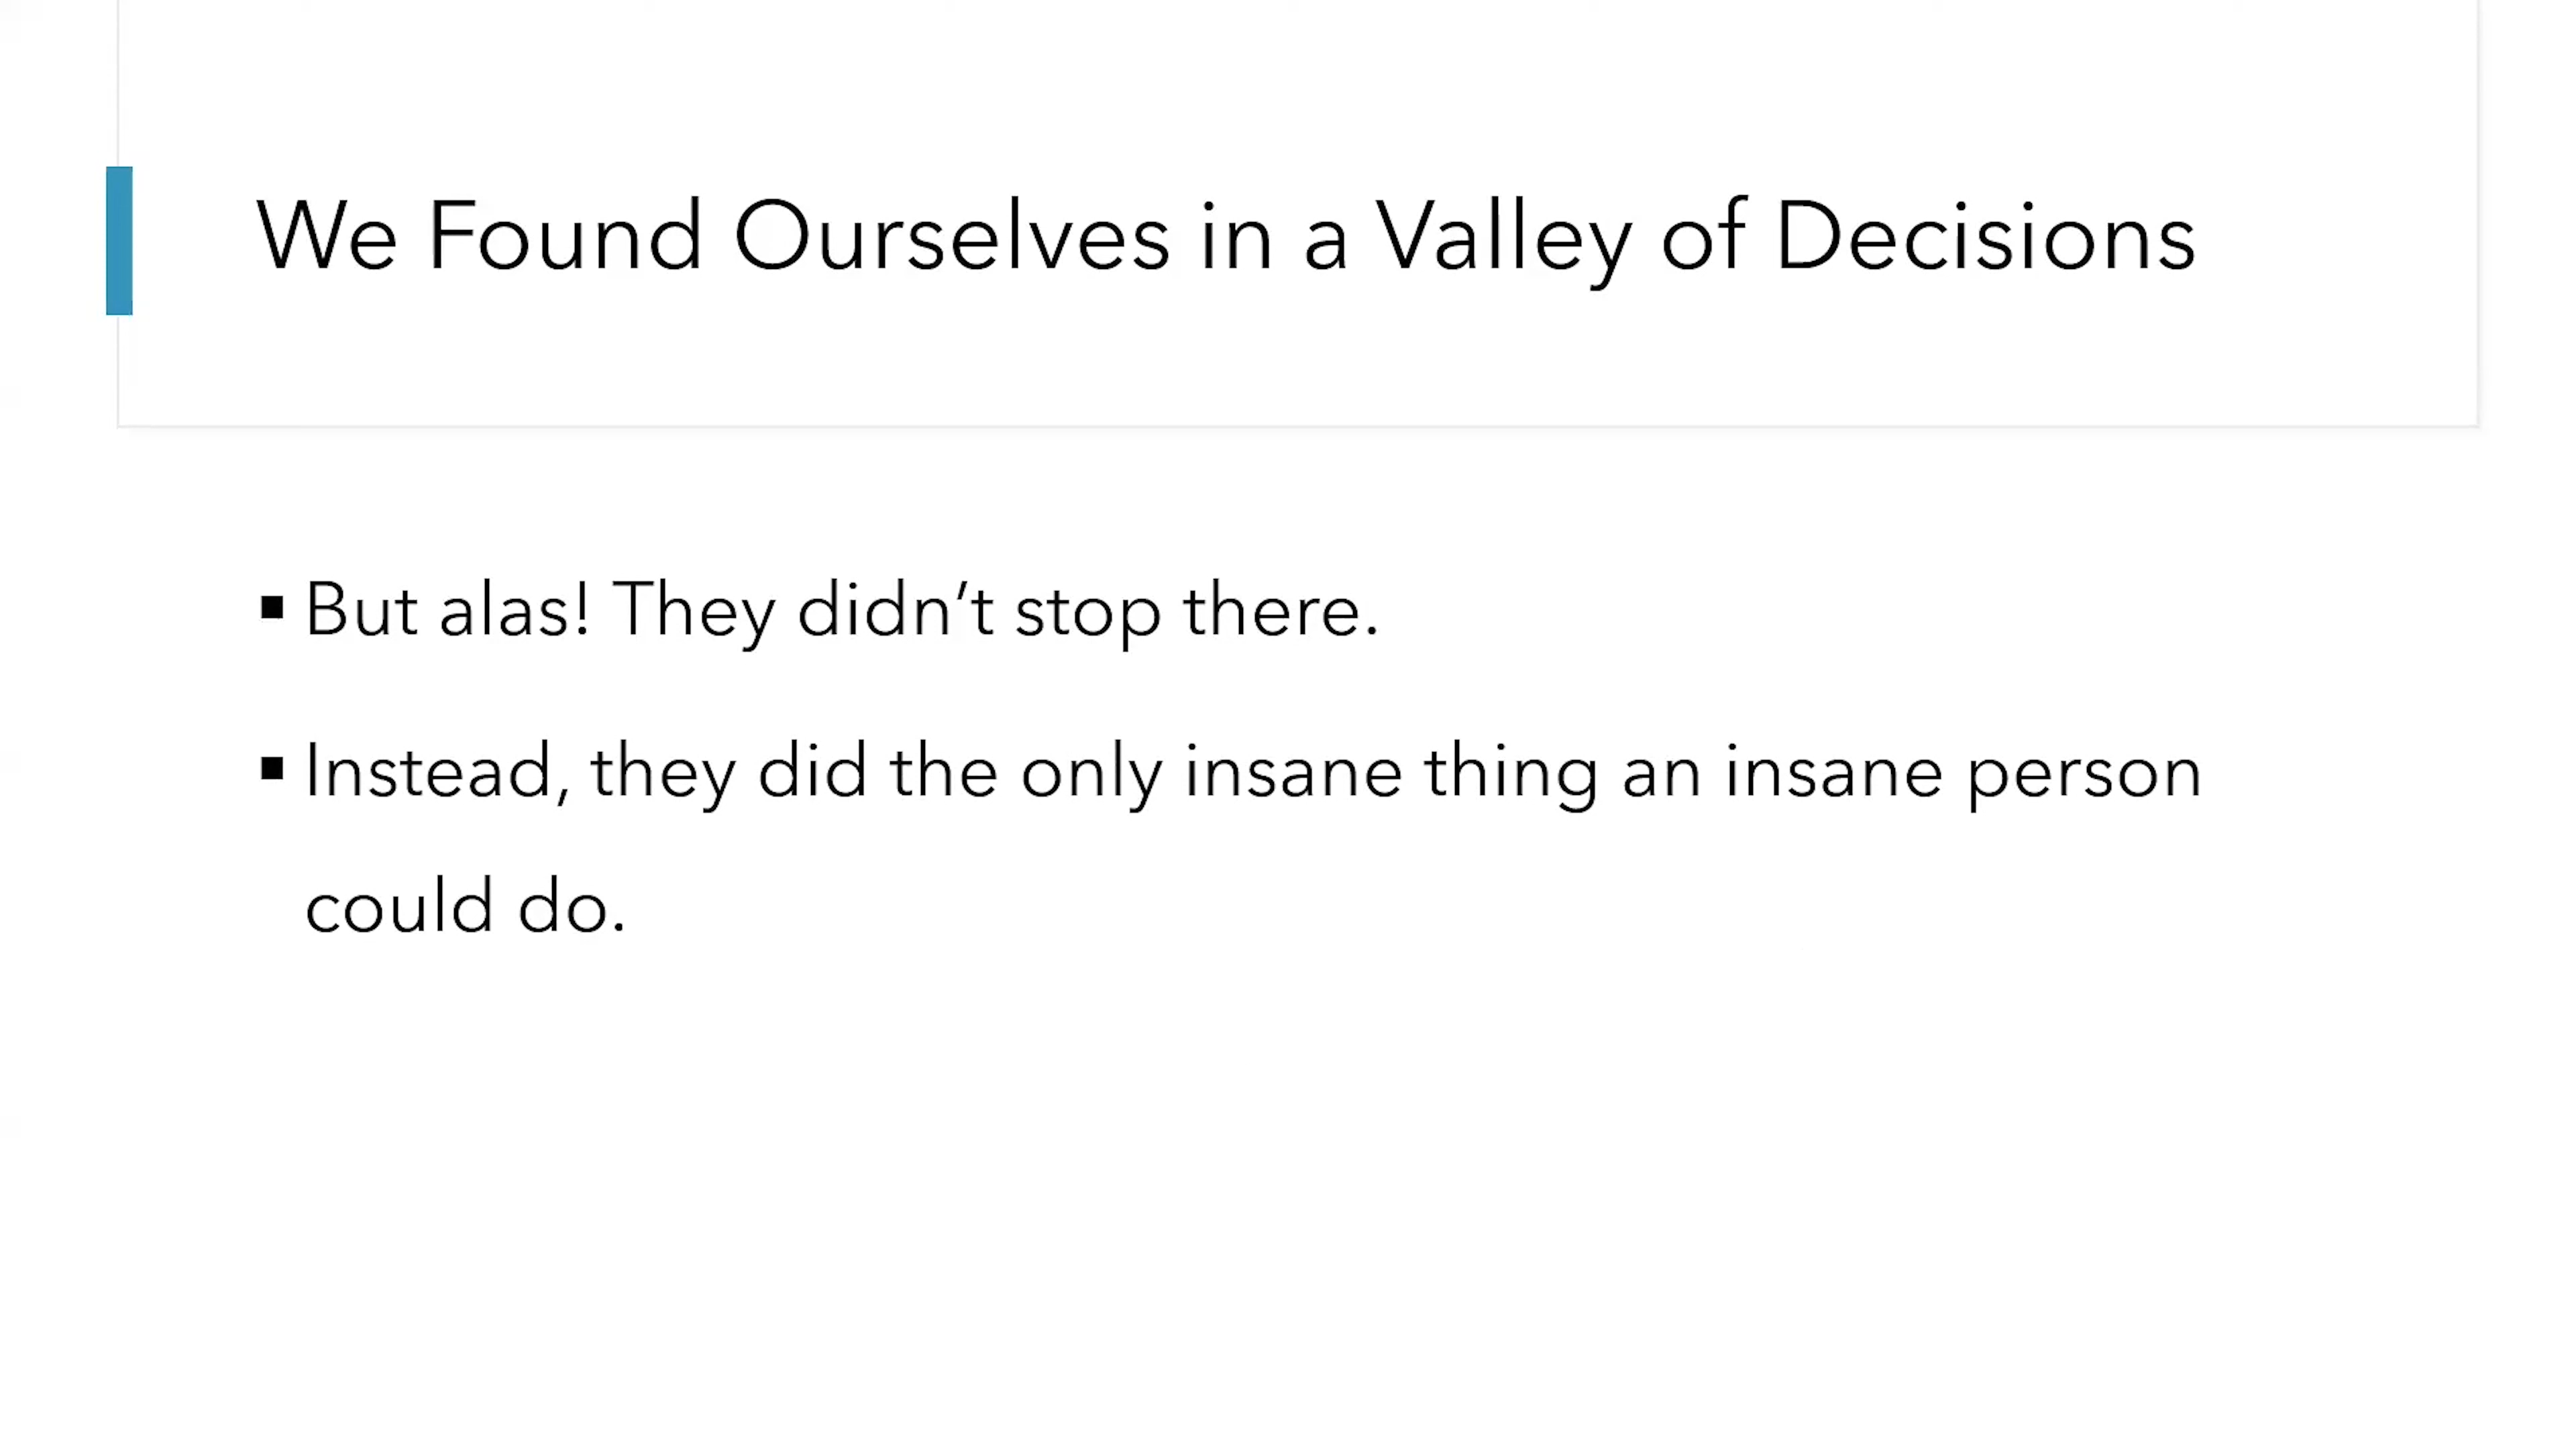 We Found Ourselves in a Valley of Decisions
▪ But alas! They didn’t stop there.
▪ Instead, they did the only insane thing an insane person
could do.